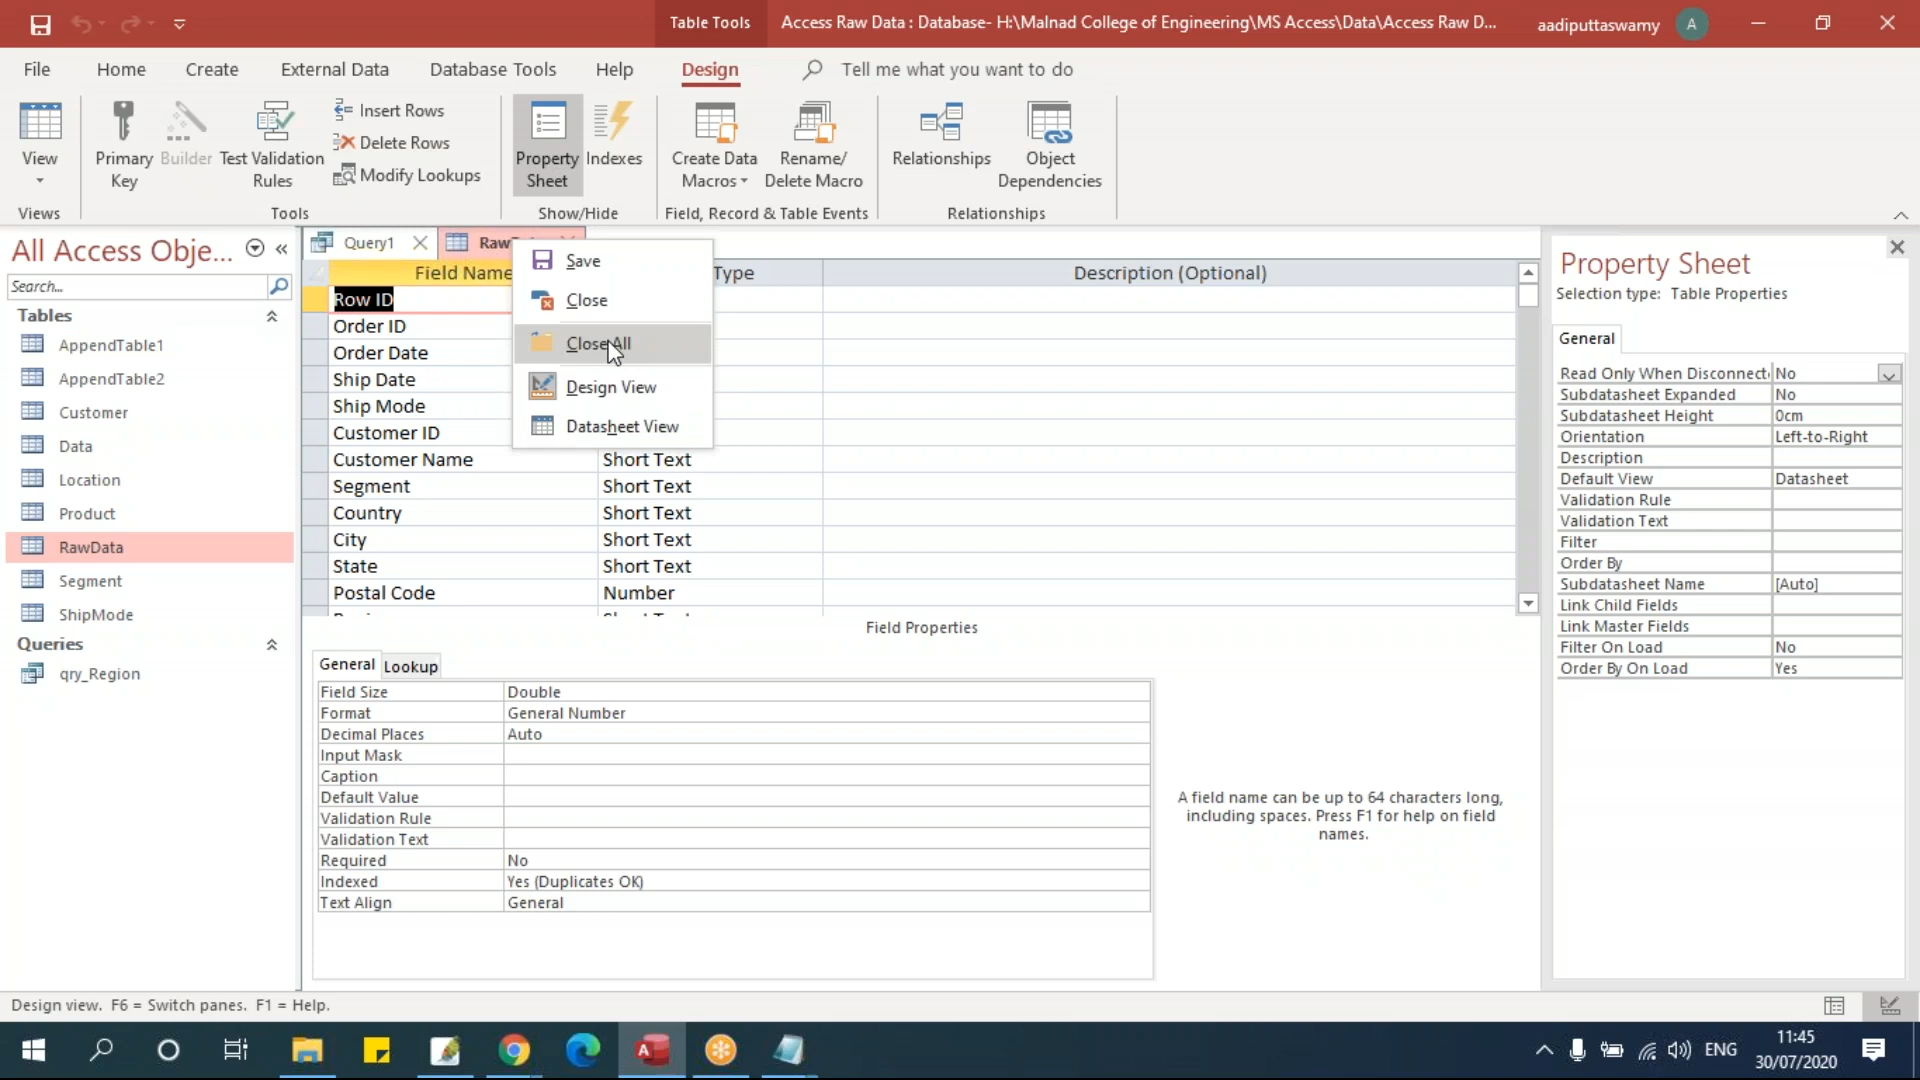 Table Tools
Access Raw Data : Database- H:\Malnad College of Engineering\MS Access\Data\Access Raw D...
aadiputtaswamy
A
File
Home
Create
External Data
Database Tools
Help
Design
Tell me what you want to do
View
Primary Key
Builder
Test Validation Rules
Insert Rows
Delete Rows
Modify Lookups
Property Sheet
Indexes
Create Data Macros
Rename/ Delete Macro
Relationships
Object Dependencies
Views
Tools
Show/Hide
Field, Record & Table Events
Relationships
All Access Obje...
Search...
Tables
AppendTable1
AppendTable2
Customer
Data
Location
Product
RawData
Segment
ShipMode
Queries
qry_Region
Query1
Field Name
Type
Description (Optional)
Row ID
Order ID
Order Date
Ship Date
Ship Mode
Customer ID
Customer Name Short Text
Segment Short Text
Country Short Text
City Short Text
State Short Text
Postal Code Number
Save
Close
Close All
Design View
Datasheet View
Field Properties
General
Lookup
Field Size Double
Format General Number
Decimal Places Auto
Input Mask
Caption
Default Value
Validation Rule
Validation Text
Required No
Indexed Yes (Duplicates OK)
Text Align General
A field name can be up to 64 characters long,
including spaces. Press F1 for help on field
names.
Property Sheet
Selection type: Table Properties
General
Read Only When Disconnect No
Subdatasheet Expanded No
Subdatasheet Height 0cm
Orientation Left-to-Right
Description
Default View Datasheet
Validation Rule
Validation Text
Filter
Order By
Subdatasheet Name [Auto]
Link Child Fields
Link Master Fields
Filter On Load No
Order By On Load Yes
Design view. F6 = Switch panes. F1 = Help.
ENG
11:45
30/07/2020